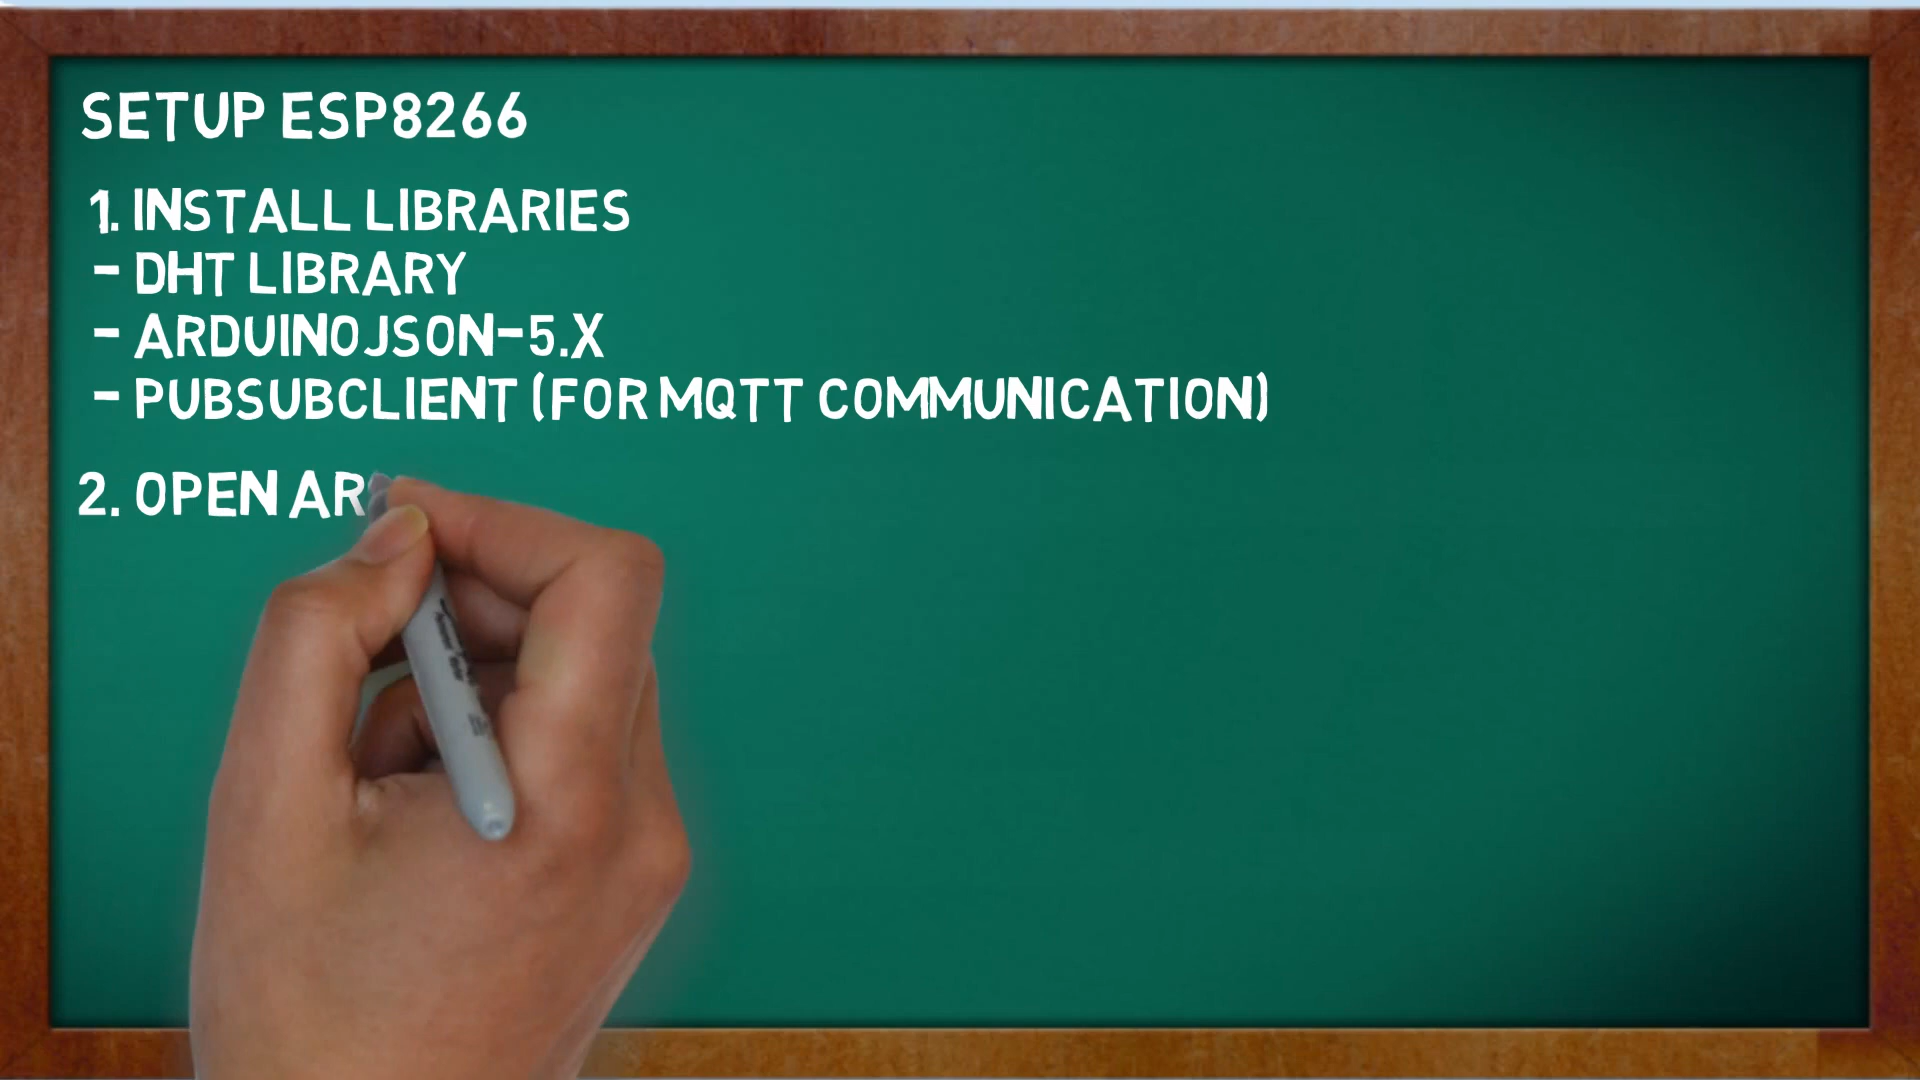 SETUP ESP8266
1. INSTALL LIBRARIES
- DHT LIBRARY
- ARDUINOJSON-5.X
- PUBSUBCLIENT (FOR MQTT COMMUNICATION)
2. OPEN AR